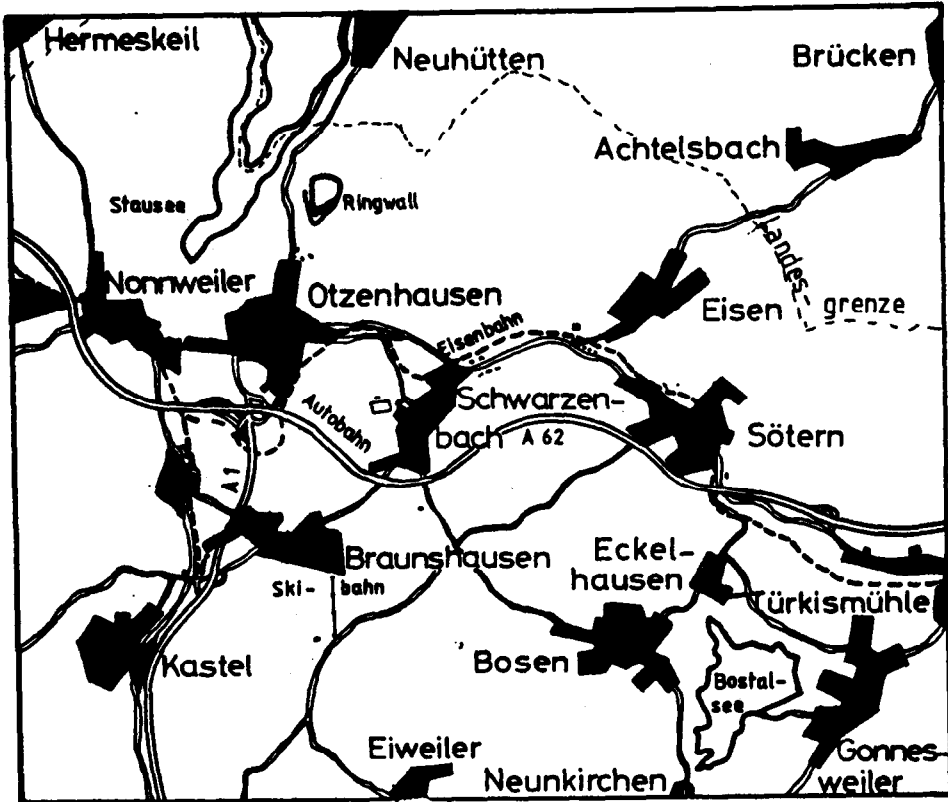 Hermeskeil
Neuhütten
Brücken
Achtelsbach
Stausee
Ringwall
Landes
grenze
Nonnweiler
Otzenhausen
Eisen
Eisenbahn
Autobahn
Schwarzen-
bach
A 62
Sötern
A 1
Braunshausen
Ski-
bahn
Eckel-
hausen
Türkismühle
Kastel
Bosen
Bostal-
see
Eiweiler
Neunkirchen
Gonnes-
weiler